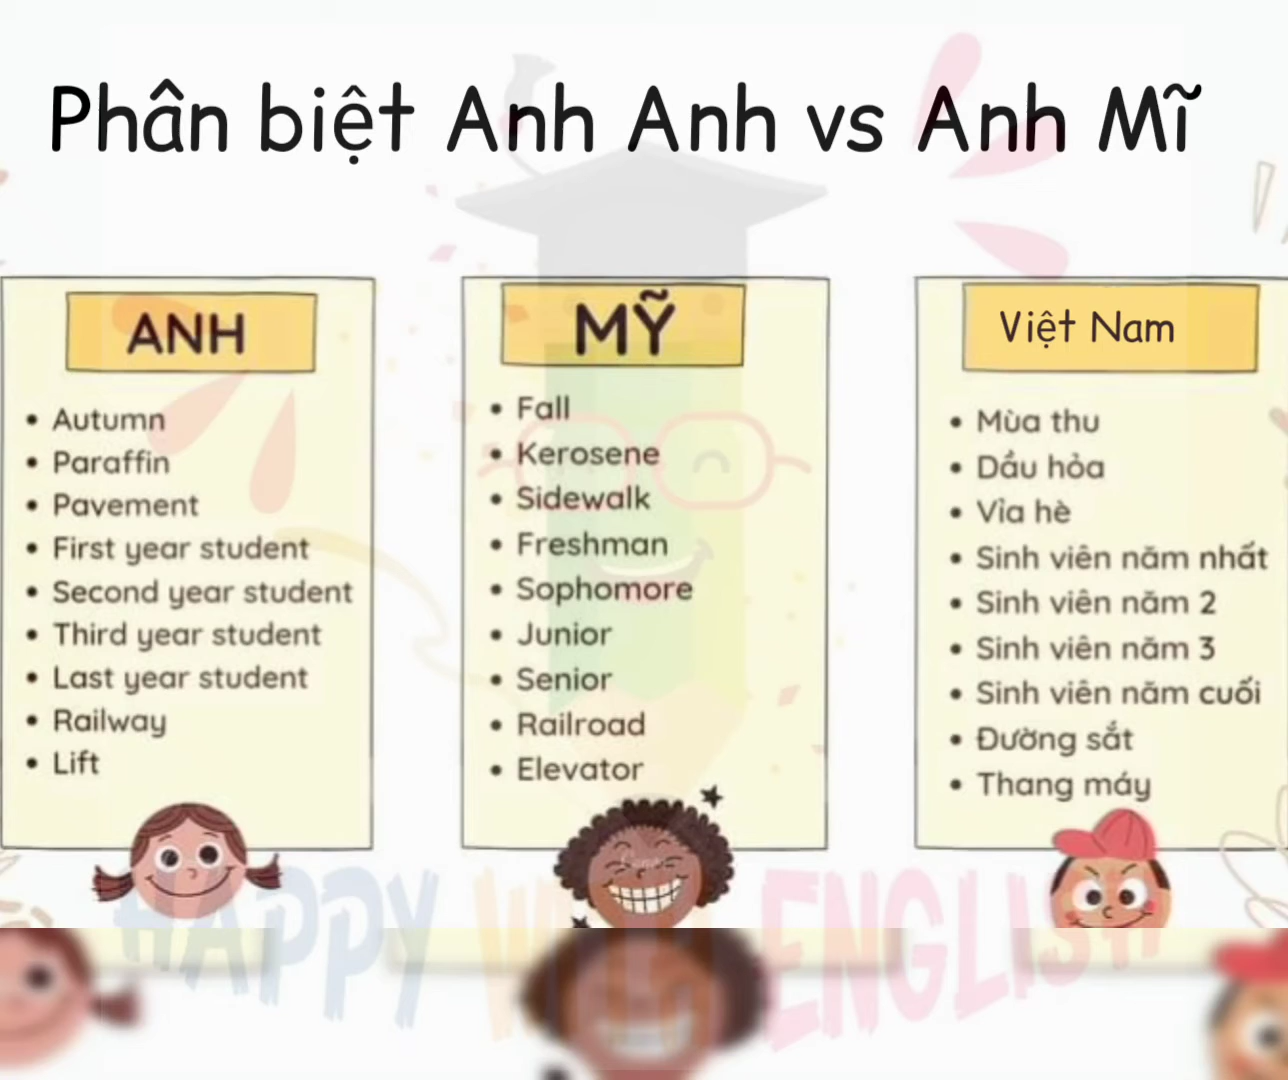 Phân biệt Anh Anh vs Anh Mĩ
ANH
• Autumn
• Paraffin
• Pavement
• First year student
• Second year student
• Third year student
• Last year student
• Railway
• Lift
MỸ
• Fall
• Kerosene
• Sidewalk
• Freshman
• Sophomore
• Junior
• Senior
• Railroad
• Elevator
Việt Nam
• Mùa thu
• Dầu hỏa
• Vỉa hè
• Sinh viên năm nhất
• Sinh viên năm 2
• Sinh viên năm 3
• Sinh viên năm cuối
• Đường sắt
• Thang máy
HAPPY WITH ENGLISH